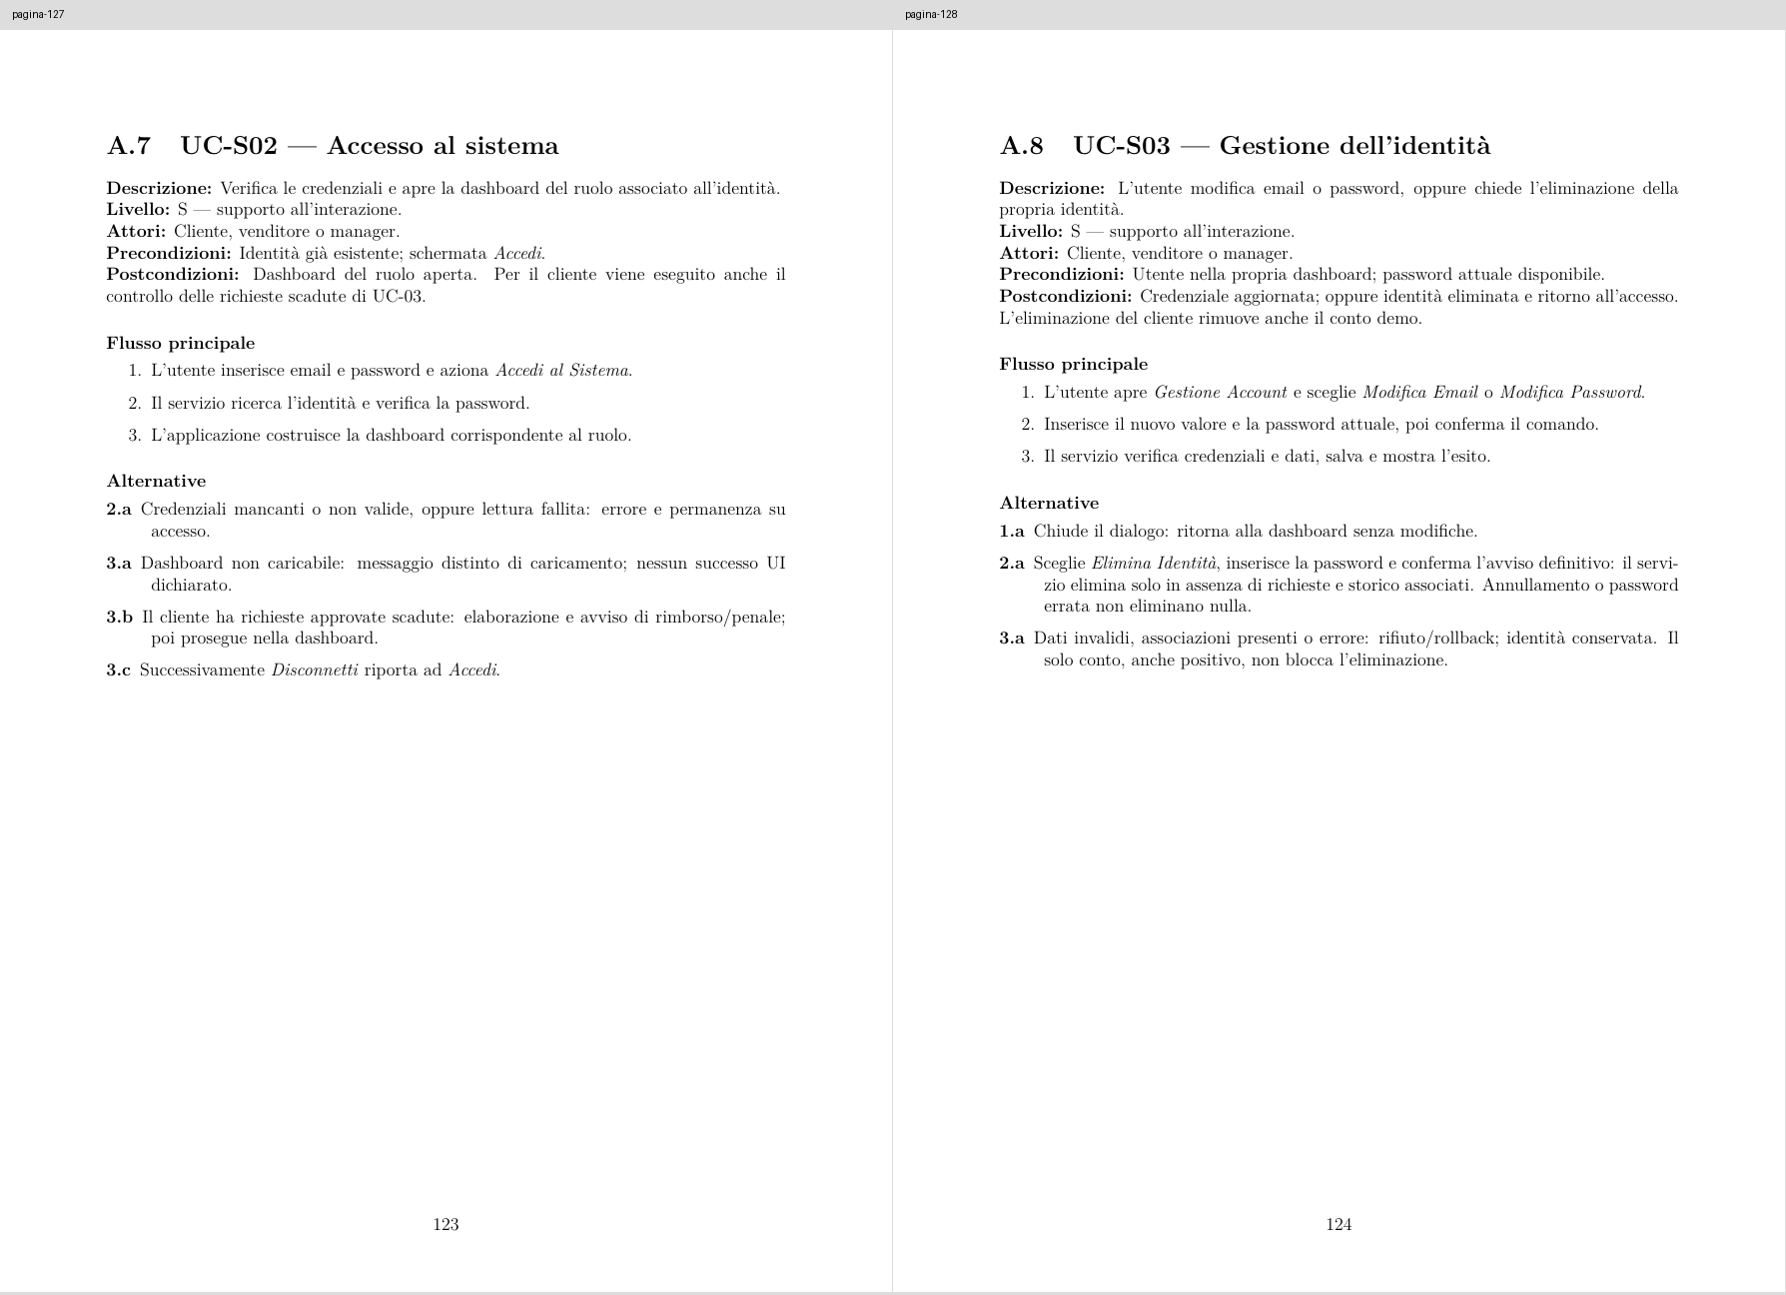 pagina-127
A.7 UC-S02 — Accesso al sistema
Descrizione: Verifica le credenziali e apre la dashboard del ruolo associato all'identità.
Livello: S — supporto all'interazione.
Attori: Cliente, venditore o manager.
Precondizioni: Identità già esistente; schermata Accedi.
Postcondizioni: Dashboard del ruolo aperta. Per il cliente viene eseguito anche il
controllo delle richieste scadute di UC-03.
Flusso principale
1. L'utente inserisce email e password e aziona Accedi al Sistema.
2. Il servizio ricerca l'identità e verifica la password.
3. L'applicazione costruisce la dashboard corrispondente al ruolo.
Alternative
2.a Credenziali mancanti o non valide, oppure lettura fallita: errore e permanenza su
accesso.
3.a Dashboard non caricabile: messaggio distinto di caricamento; nessun successo UI
dichiarato.
3.b Il cliente ha richieste approvate scadute: elaborazione e avviso di rimborso/penale;
poi prosegue nella dashboard.
3.c Successivamente Disconnetti riporta ad Accedi.
123
pagina-128
A.8 UC-S03 — Gestione dell'identità
Descrizione: L'utente modifica email o password, oppure chiede l'eliminazione della
propria identità.
Livello: S — supporto all'interazione.
Attori: Cliente, venditore o manager.
Precondizioni: Utente nella propria dashboard; password attuale disponibile.
Postcondizioni: Credenziale aggiornata; oppure identità eliminata e ritorno all'accesso.
L'eliminazione del cliente rimuove anche il conto demo.
Flusso principale
1. L'utente apre Gestione Account e sceglie Modifica Email o Modifica Password.
2. Inserisce il nuovo valore e la password attuale, poi conferma il comando.
3. Il servizio verifica credenziali e dati, salva e mostra l'esito.
Alternative
1.a Chiude il dialogo: ritorna alla dashboard senza modifiche.
2.a Sceglie Elimina Identità, inserisce la password e conferma l'avviso definitivo: il servi-
zio elimina solo in assenza di richieste e storico associati. Annullamento o password
errata non eliminano nulla.
3.a Dati invalidi, associazioni presenti o errore: rifiuto/rollback; identità conservata. Il
solo conto, anche positivo, non blocca l'eliminazione.
124